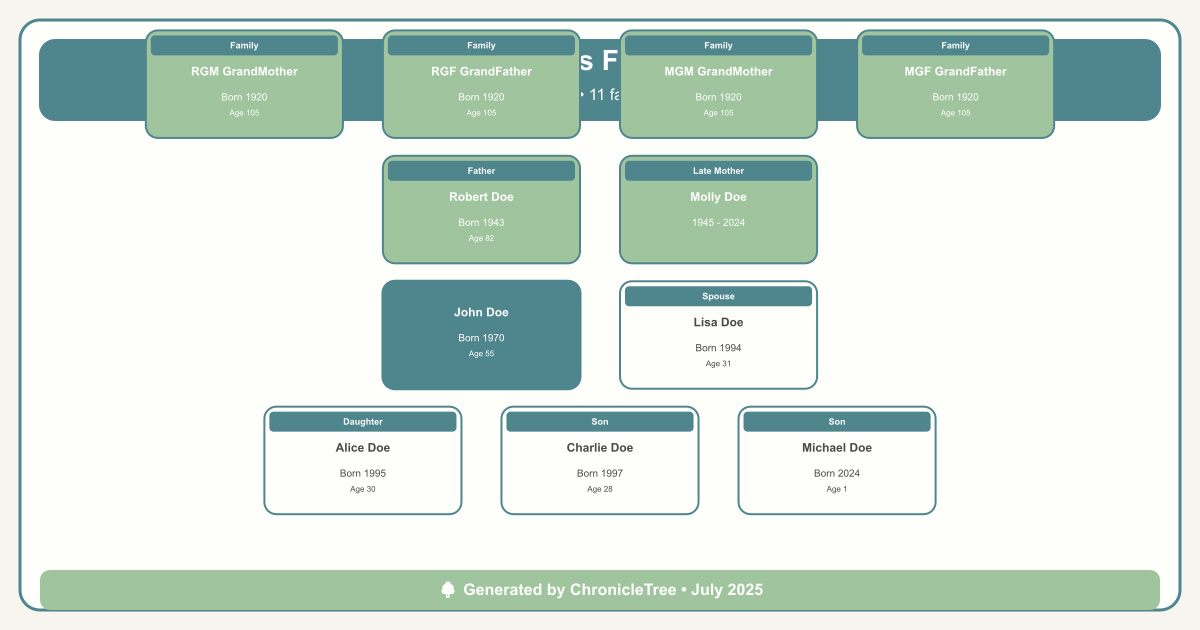 s F
• 11 fa
Family
RGM GrandMother
Born 1920
Age 105
Family
RGF GrandFather
Born 1920
Age 105
Family
MGM GrandMother
Born 1920
Age 105
Family
MGF GrandFather
Born 1920
Age 105
Father
Robert Doe
Born 1943
Age 82
Late Mother
Molly Doe
1945 - 2024
John Doe
Born 1970
Age 55
Spouse
Lisa Doe
Born 1994
Age 31
Daughter
Alice Doe
Born 1995
Age 30
Son
Charlie Doe
Born 1997
Age 28
Son
Michael Doe
Born 2024
Age 1
Generated by ChronicleTree • July 2025